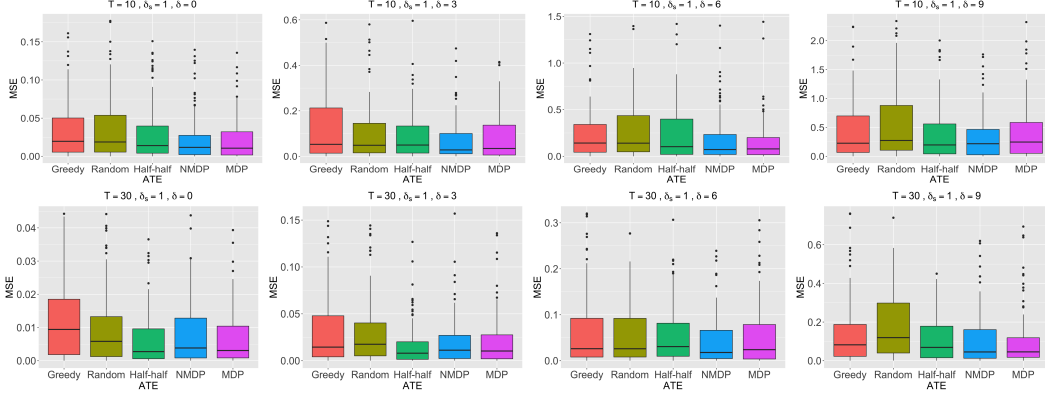 T = 10 , δs = 1 , δ = 0
MSE
0.15
0.10
0.05
0.00
Greedy Random Half-half NMDP MDP
ATE
T = 10 , δs = 1 , δ = 3
MSE
0.6
0.4
0.2
0.0
Greedy Random Half-half NMDP MDP
ATE
T = 10 , δs = 1 , δ = 6
MSE
1.5
1.0
0.5
0.0
Greedy Random Half-half NMDP MDP
ATE
T = 10 , δs = 1 , δ = 9
MSE
2.0
1.5
1.0
0.5
0.0
Greedy Random Half-half NMDP MDP
ATE
T = 30 , δs = 1 , δ = 0
MSE
0.04
0.03
0.02
0.01
0.00
Greedy Random Half-half NMDP MDP
ATE
T = 30 , δs = 1 , δ = 3
MSE
0.15
0.10
0.05
0.00
Greedy Random Half-half NMDP MDP
ATE
T = 30 , δs = 1 , δ = 6
MSE
0.3
0.2
0.1
0.0
Greedy Random Half-half NMDP MDP
ATE
T = 30 , δs = 1 , δ = 9
MSE
0.6
0.4
0.2
0.0
Greedy Random Half-half NMDP MDP
ATE